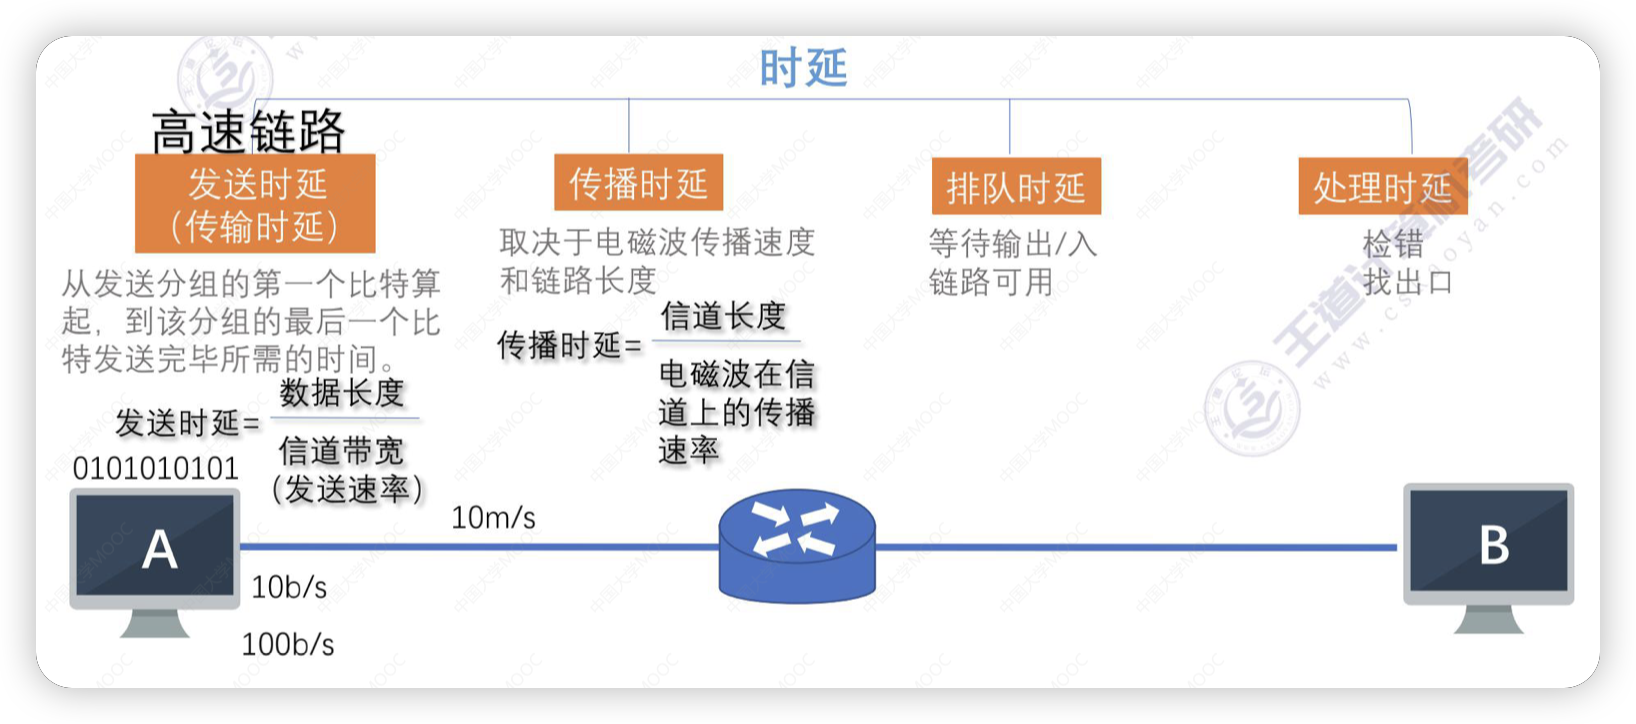 时延
高速链路
发送时延
（传输时延）
从发送分组的第一个比特算
起，到该分组的最后一个比
特发送完毕所需的时间。
发送时延=
数据长度
信道带宽
（发送速率）
传播时延
取决于电磁波传播速度
和链路长度
传播时延=
信道长度
电磁波在信
道上的传播
速率
排队时延
等待输出/入
链路可用
处理时延
检错
找出口
0101010101
A
10m/s
10b/s
100b/s
B
王道计算机考研
www.cskaoyan.com
中国大学MOOC